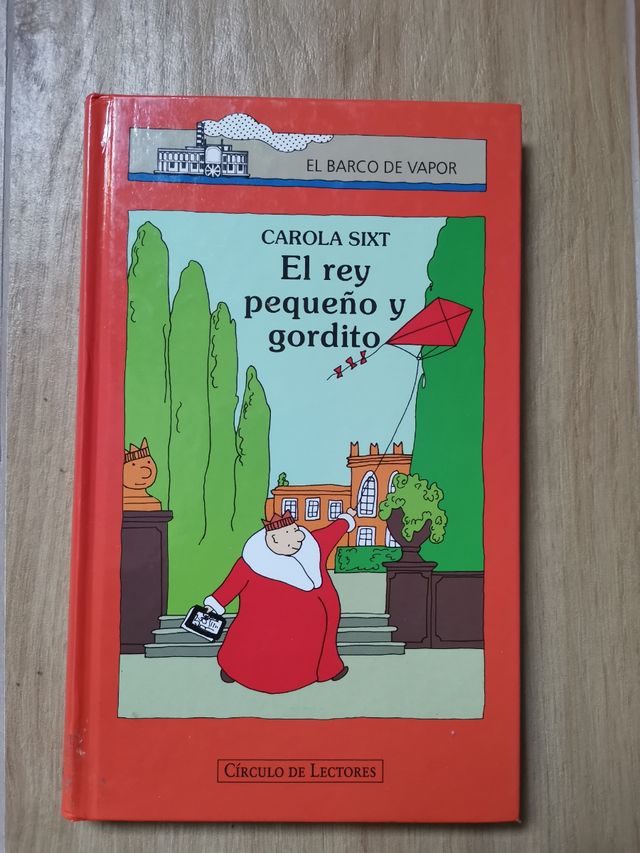 EL BARCO DE VAPOR
CAROLA SIXT
El rey
pequeño y
gordito
CÍRCULO DE LECTORES